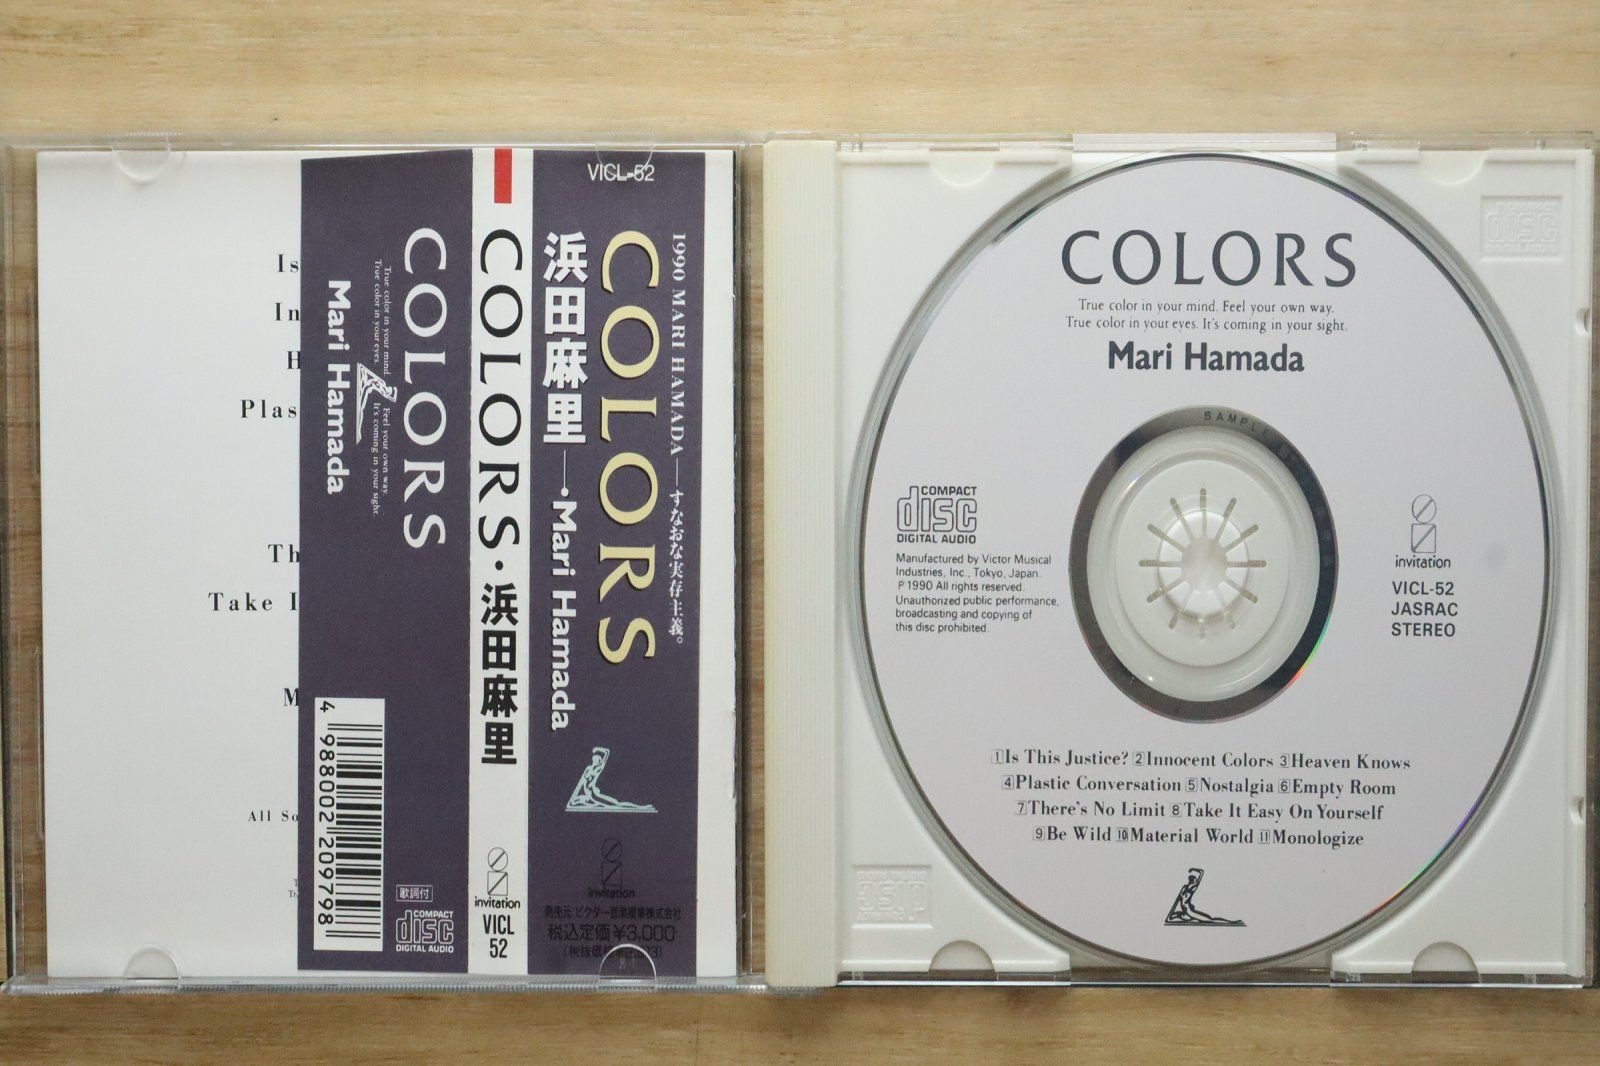 Is
In
H
Plas
Th
Take I
M
All So
COLORS
True color in your mind. Feel your own way.
True color in your eyes. It's coming in your sight.
Mari Hamada
4 988002 209798
歌詞付
COMPACT
disc
DIGITAL AUDIO
COLORS・浜田麻里
invitation
VICL
52
VICL-52
1990 MARI HAMADA──すなおな実存主義。
COLORS
浜田麻里──・Mari Hamada
invitation
発売元:ビクター音楽産業株式会社
税込定価¥3,000
COLORS
True color in your mind. Feel your own way.
True color in your eyes. It's coming in your sight.
Mari Hamada
SAMPLE
COMPACT
disc
DIGITAL AUDIO
Manufactured by Victor Musical
Industries, Inc., Tokyo, Japan.
P 1990 All rights reserved.
Unauthorized public performance,
broadcasting and copying of
this disc prohibited.
invitation
VICL-52
JASRAC
STEREO
1 Is This Justice? 2 Innocent Colors 3 Heaven Knows
4 Plastic Conversation 5 Nostalgia 6 Empty Room
7 There's No Limit 8 Take It Easy On Yourself
9 Be Wild 10 Material World 11 Monologize
disc